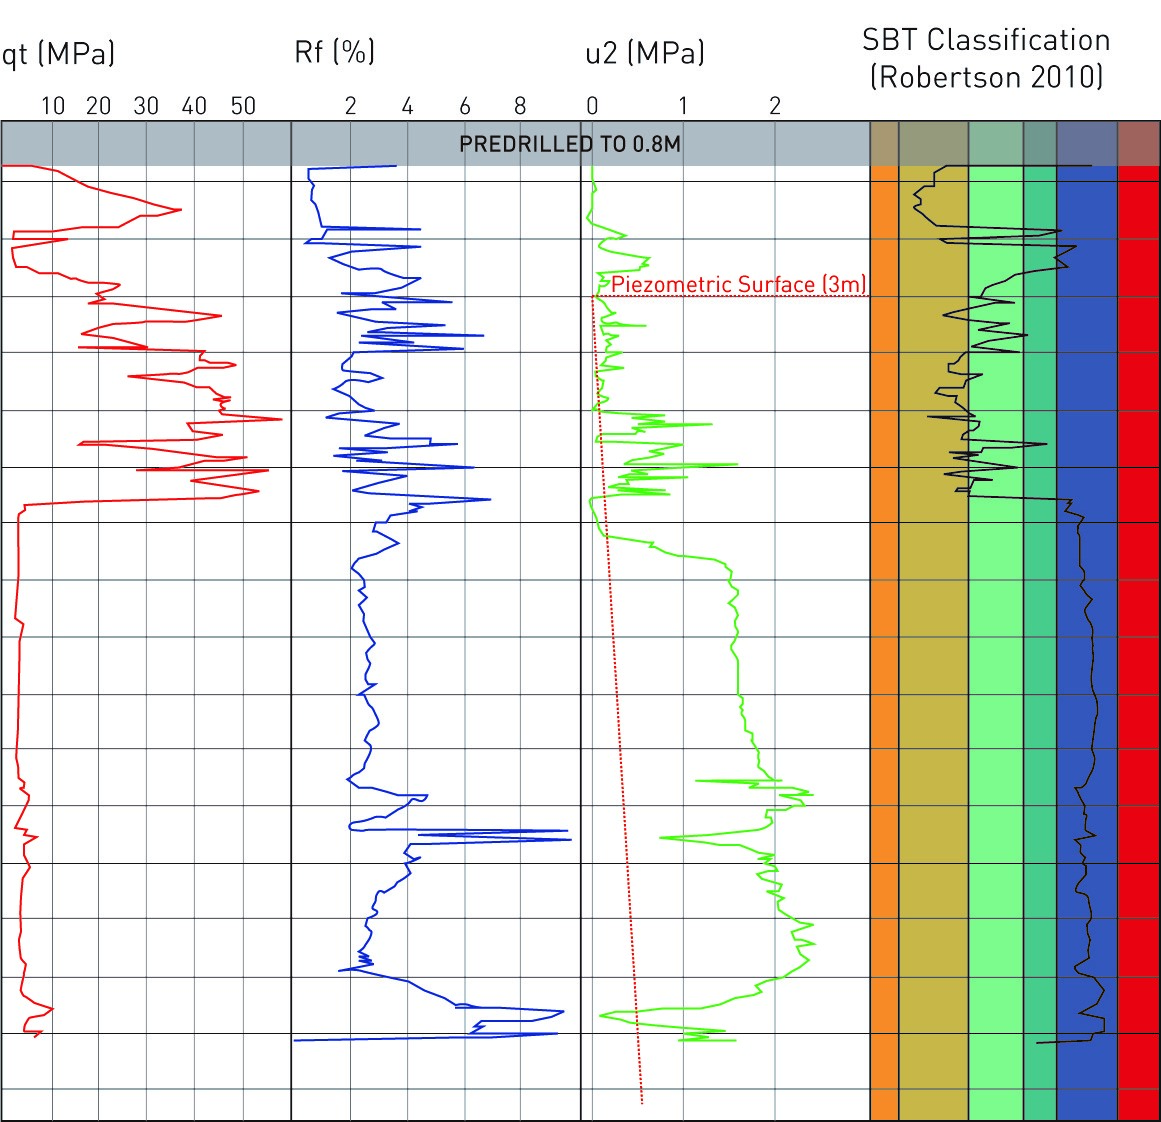 SBT Classification
(Robertson 2010)
qt (MPa)
Rf (%)
u2 (MPa)
10 20 30 40 50
2 4 6 8
0 1 2
PREDRILLED TO 0.8M
Piezometric Surface (3m)